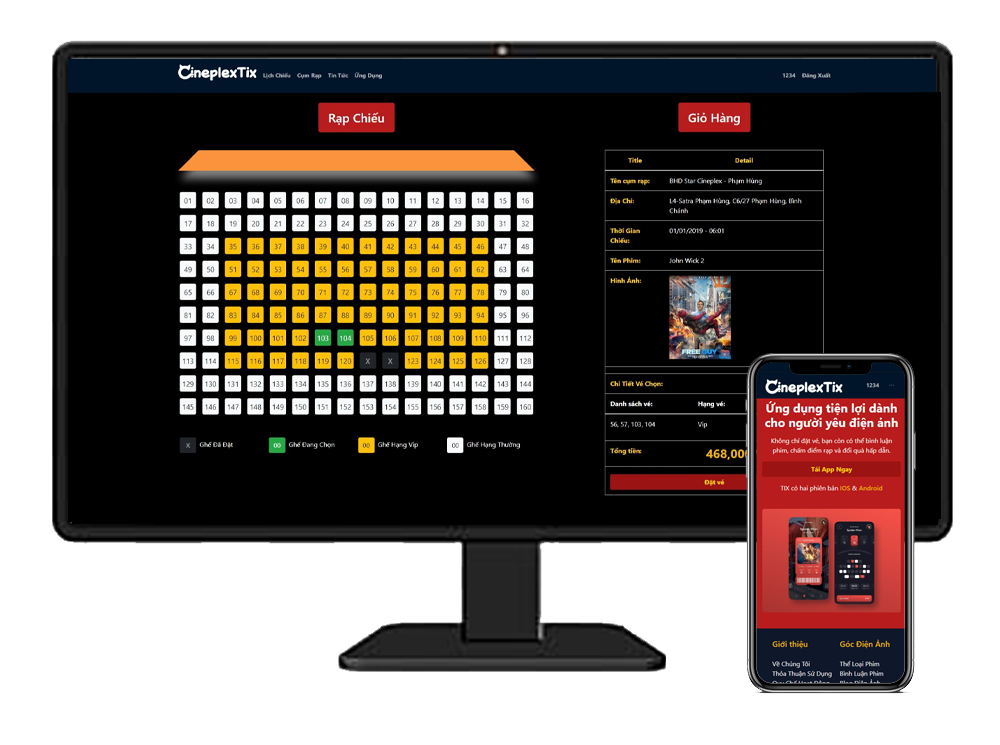 CineplexTix Lịch Chiếu Cụm Rạp Tin Tức Ứng Dụng 1234 Đăng Xuất
Rạp Chiếu
01 02 03 04 05 06 07 08 09 10 11 12 13 14 15 16
17 18 19 20 21 22 23 24 25 26 27 28 29 30 31 32
33 34 35 36 37 38 39 40 41 42 43 44 45 46 47 48
49 50 51 52 53 54 55 56 57 58 59 60 61 62 63 64
65 66 67 68 69 70 71 72 73 74 75 76 77 78 79 80
81 82 83 84 85 86 87 88 89 90 91 92 93 94 95 96
97 98 99 100 101 102 103 104 105 106 107 108 109 110 111 112
113 114 115 116 117 118 119 120 X X 123 124 125 126 127 128
129 130 131 132 133 134 135 136 137 138 139 140 141 142 143 144
145 146 147 148 149 150 151 152 153 154 155 156 157 158 159 160
X Ghế Đã Đặt 00 Ghế Đang Chọn 00 Ghế Hạng Vip 00 Ghế Hạng Thường
Giỏ Hàng
Title Detail
Tên cụm rạp: BHD Star Cineplex - Phạm Hùng
Địa Chỉ: L4-Satra Phạm Hùng, C6/27 Phạm Hùng, Bình
Chánh
Thời Gian 01/01/2019 - 06:01
Chiếu:
Tên Phim: John Wick 2
Hình Ảnh:
FREE GUY
Chi Tiết Vé Chọn:
Danh sách vé: Hạng vé:
56, 57, 103, 104 Vip
Tổng tiền: 468,00
Đặt vé
CineplexTix 1234 ...
Ứng dụng tiện lợi dành
cho người yêu điện ảnh
Không chỉ đặt vé, bạn còn có thể bình luận
phim, chấm điểm rạp và đổi quà hấp dẫn.
Tải App Ngay
TIX có hai phiên bản IOS & Android
Giới thiệu Góc Điện Ảnh
Về Chúng Tôi Thể Loại Phim
Thỏa Thuận Sử Dụng Bình Luận Phim
Quy Chế Hoạt Động Blog Điện Ảnh